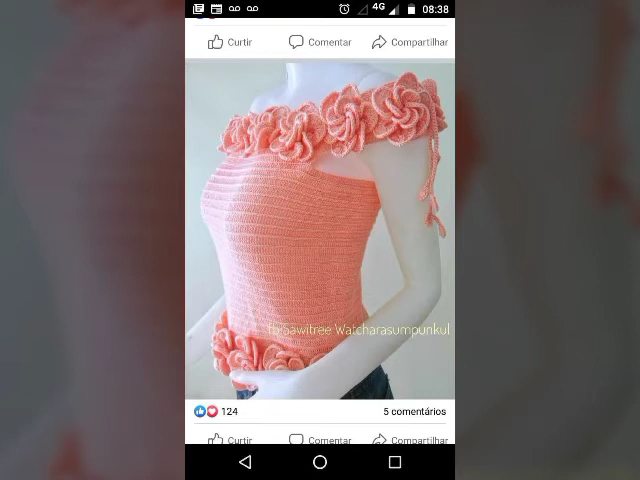 4G 08:38
Curtir Comentar Compartilhar
fb Sawitree Watcharasumpunkul
124 5 comentários
Curtir Comentar Compartilhar